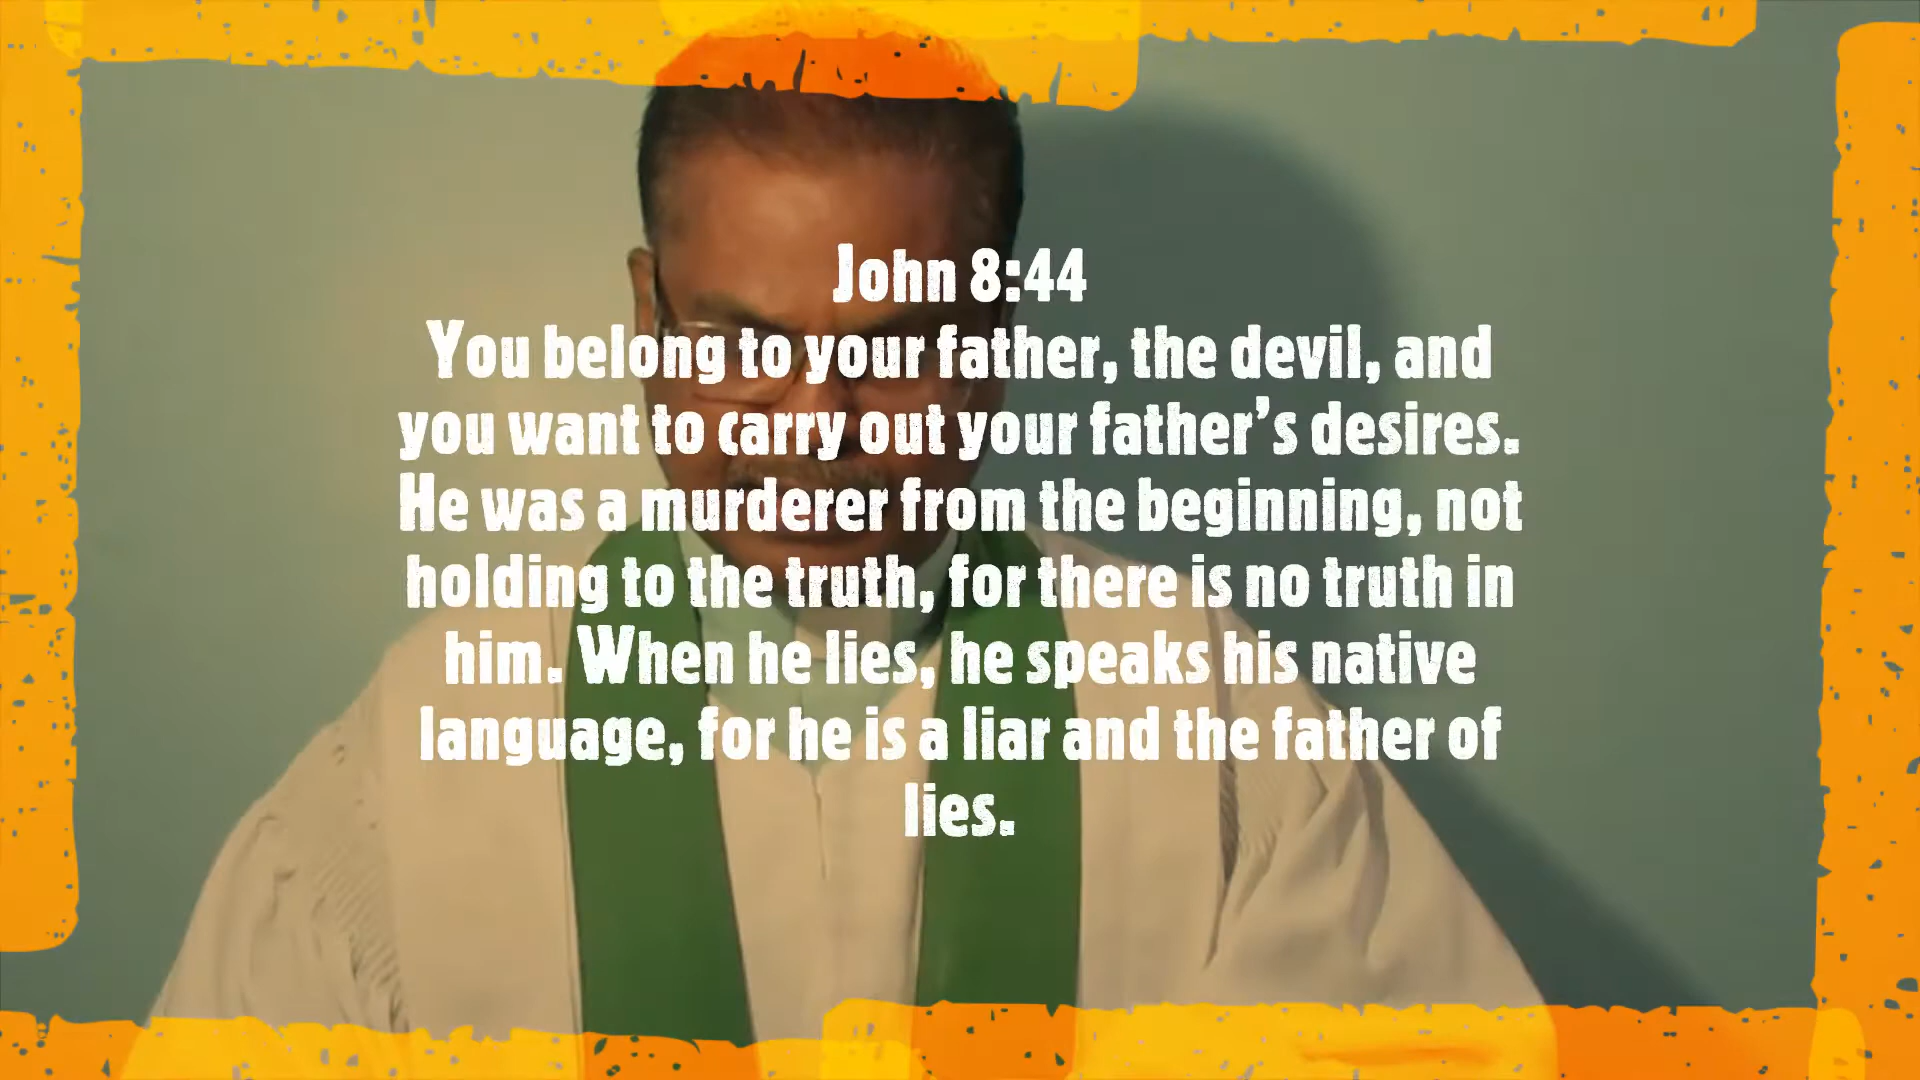 John 8:44
You belong to your father, the devil, and
you want to carry out your father’s desires.
He was a murderer from the beginning, not
holding to the truth, for there is no truth in
him. When he lies, he speaks his native
language, for he is a liar and the father of
lies.